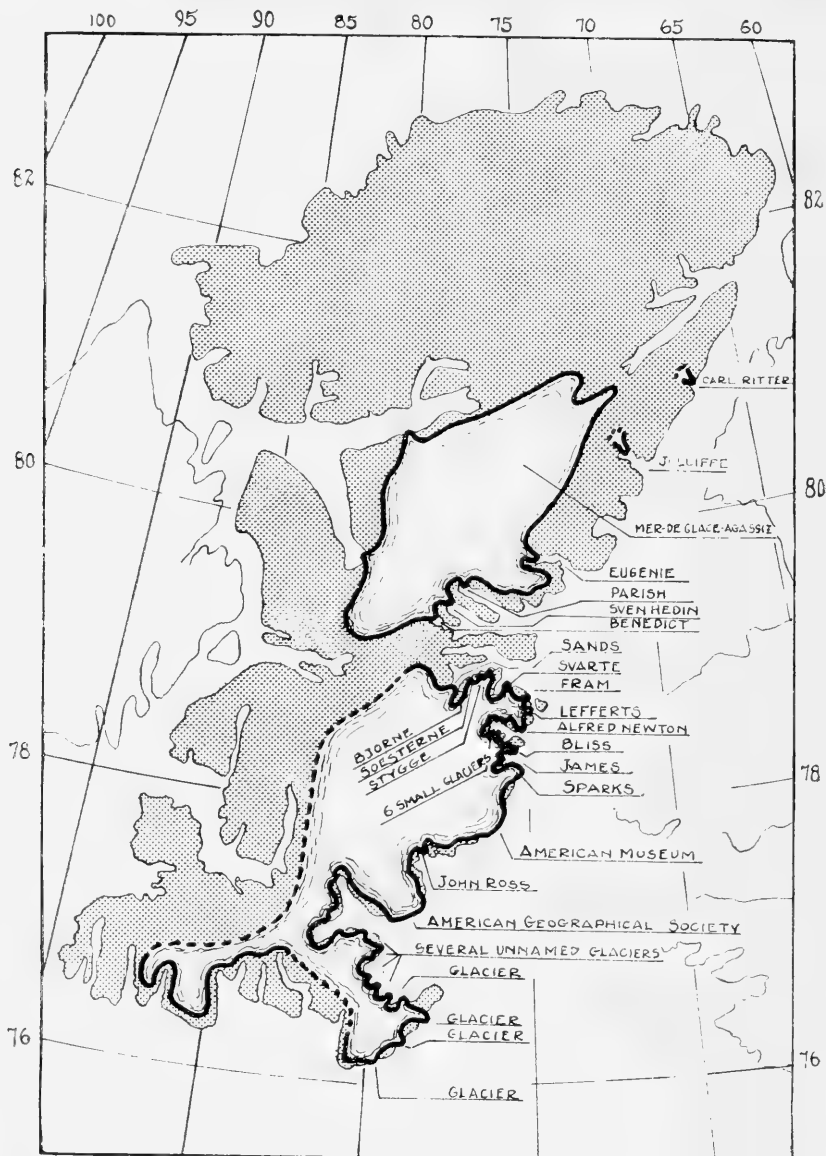 100 95 90 85 80 75 70 65 60
82 82
CARL RITTER
80 80
MER-DE GLACE-AGASSIZ
EUGENIE
PARISH
SVEN HEDIN
BENEDICT
SANDS
SVARTE
FRAM
LEFFERTS
ALFRED NEWTON
BLISS
JAMES
SPARKS
BJORNE
SOESTERNE
STYGGE
6 SMALL GLACIERS
78 78
AMERICAN MUSEUM
JOHN ROSS
AMERICAN GEOGRAPHICAL SOCIETY
SEVERAL UNNAMED GLACIERS
GLACIER
GLACIER
GLACIER
76 76
GLACIER
80